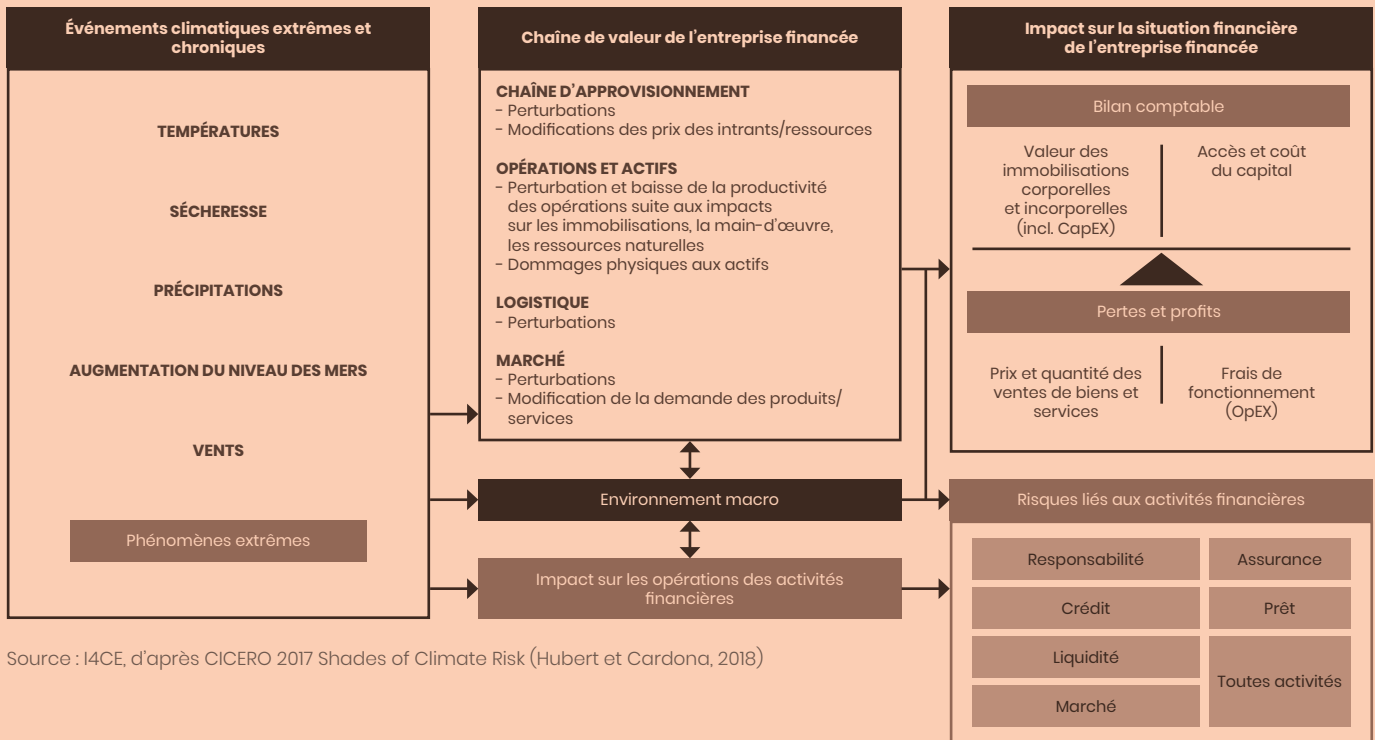 Événements climatiques extrêmes et
chroniques
TEMPÉRATURES
SÉCHERESSE
PRÉCIPITATIONS
AUGMENTATION DU NIVEAU DES MERS
VENTS
Phénomènes extrêmes
Chaîne de valeur de l'entreprise financée
CHAÎNE D'APPROVISIONNEMENT
- Perturbations
- Modifications des prix des intrants/ressources
OPÉRATIONS ET ACTIFS
- Perturbation et baisse de la productivité
des opérations suite aux impacts
sur les immobilisations, la main-d'œuvre,
les ressources naturelles
- Dommages physiques aux actifs
LOGISTIQUE
- Perturbations
MARCHÉ
- Perturbations
- Modification de la demande des produits/
services
Environnement macro
Impact sur les opérations des activités
financières
Impact sur la situation financière
de l'entreprise financée
Bilan comptable
Valeur des
immobilisations
corporelles
et incorporelles
(incl. CapEX)
Accès et coût
du capital
Pertes et profits
Prix et quantité des
ventes de biens et
services
Frais de
fonctionnement
(OpEX)
Risques liés aux activités financières
Responsabilité
Assurance
Crédit
Prêt
Liquidité
Toutes activités
Marché
Source : I4CE, d'après CICERO 2017 Shades of Climate Risk (Hubert et Cardona, 2018)